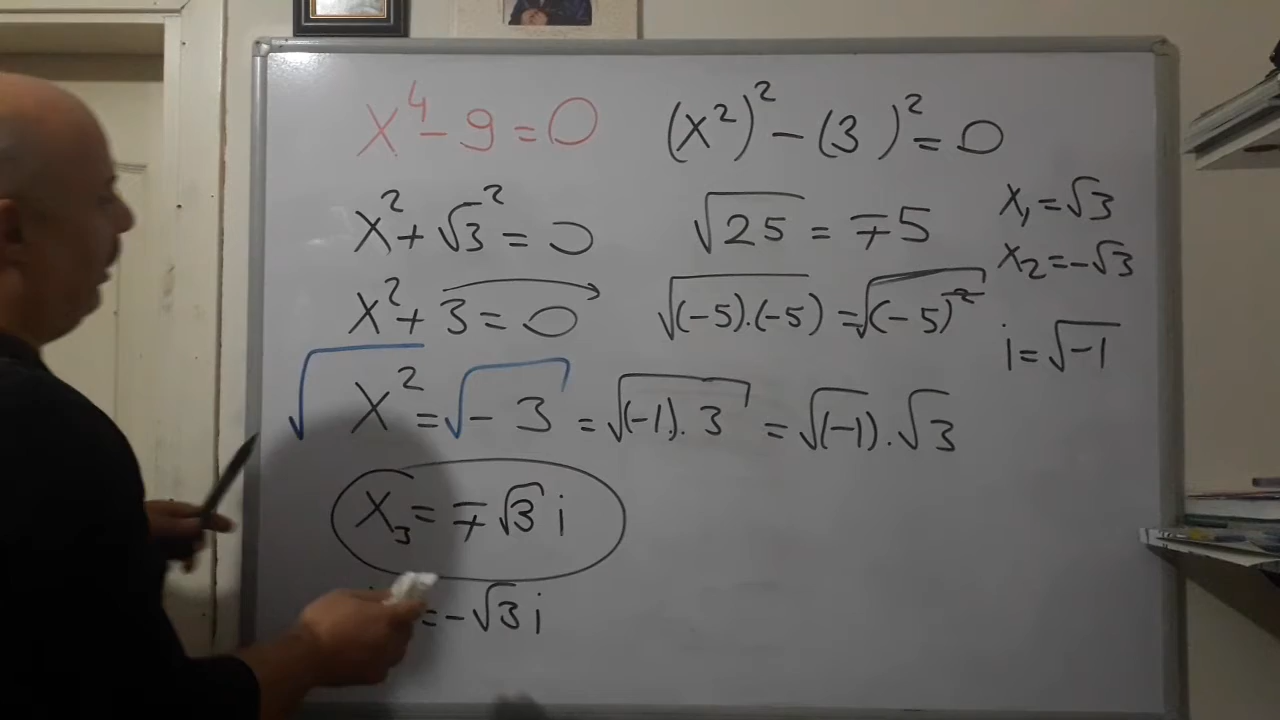 x⁴ - 9 = 0
(x²)² - (3)² = 0
x² + √3² = 0
√25 = ∓5
x₁ = √3
x₂ = -√3
x² + 3 = 0
√(-5).(-5) = √(-5)²
i = √-1
√x² = √-3 = √(-1).3 = √(-1).√3
x₃ = ∓√3 i
= -√3 i